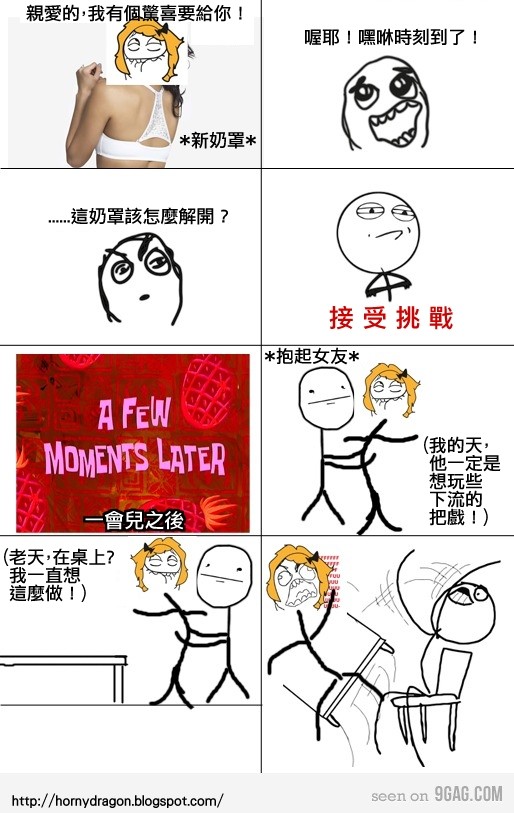 親愛的，我有個驚喜要給你！
*新奶罩*
喔耶！嘿咻時刻到了！
......這奶罩該怎麼解開？
接受挑戰
A FEW
MOMENTS LATER
一會兒之後
*抱起女友*
(我的天，
他一定是
想玩些
下流的
把戲！)
(老天，在桌上？
我一直想
這麼做！)
http://hornydragon.blogspot.com/
seen on 9GAG.COM